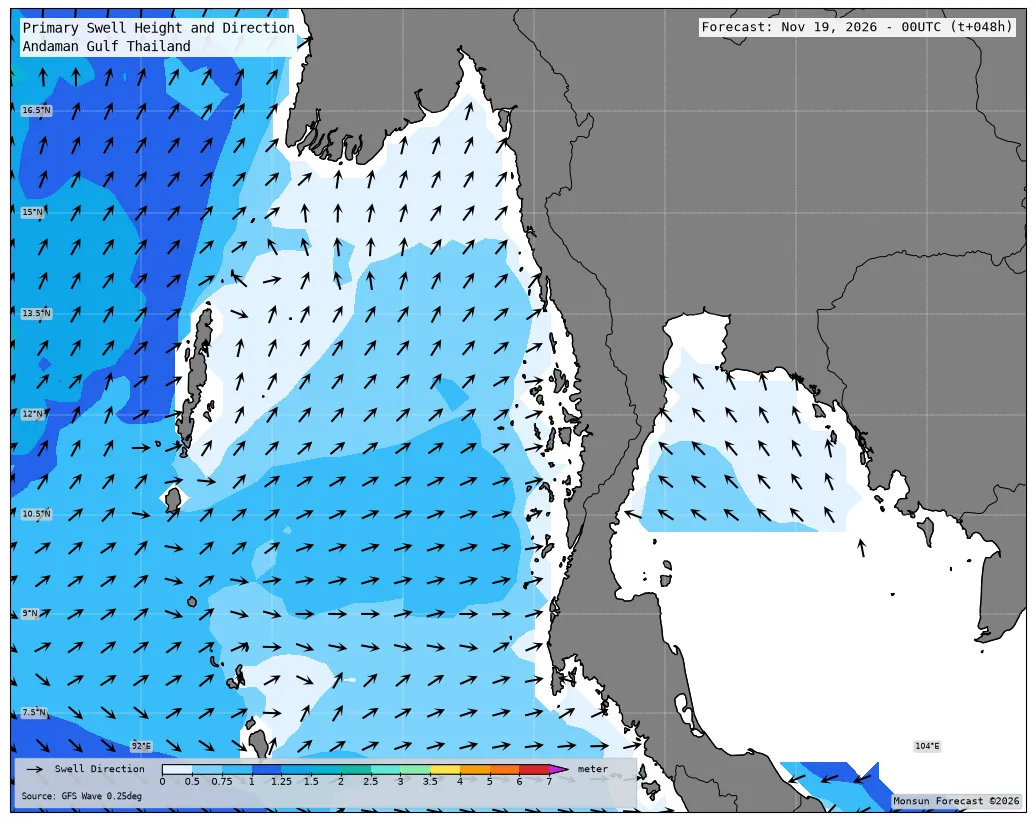 Primary Swell Height and Direction
Andaman Gulf Thailand
Forecast: Nov 19, 2026 - 00UTC (t+048h)
16.5°N
15°N
13.5°N
12°N
10.5°N
9°N
7.5°N
92°E
104°E
Swell Direction
meter
0 0.5 0.75 1 1.25 1.5 2 2.5 3 3.5 4 5 6 7
Source: GFS Wave 0.25deg
Monsun Forecast ©2026